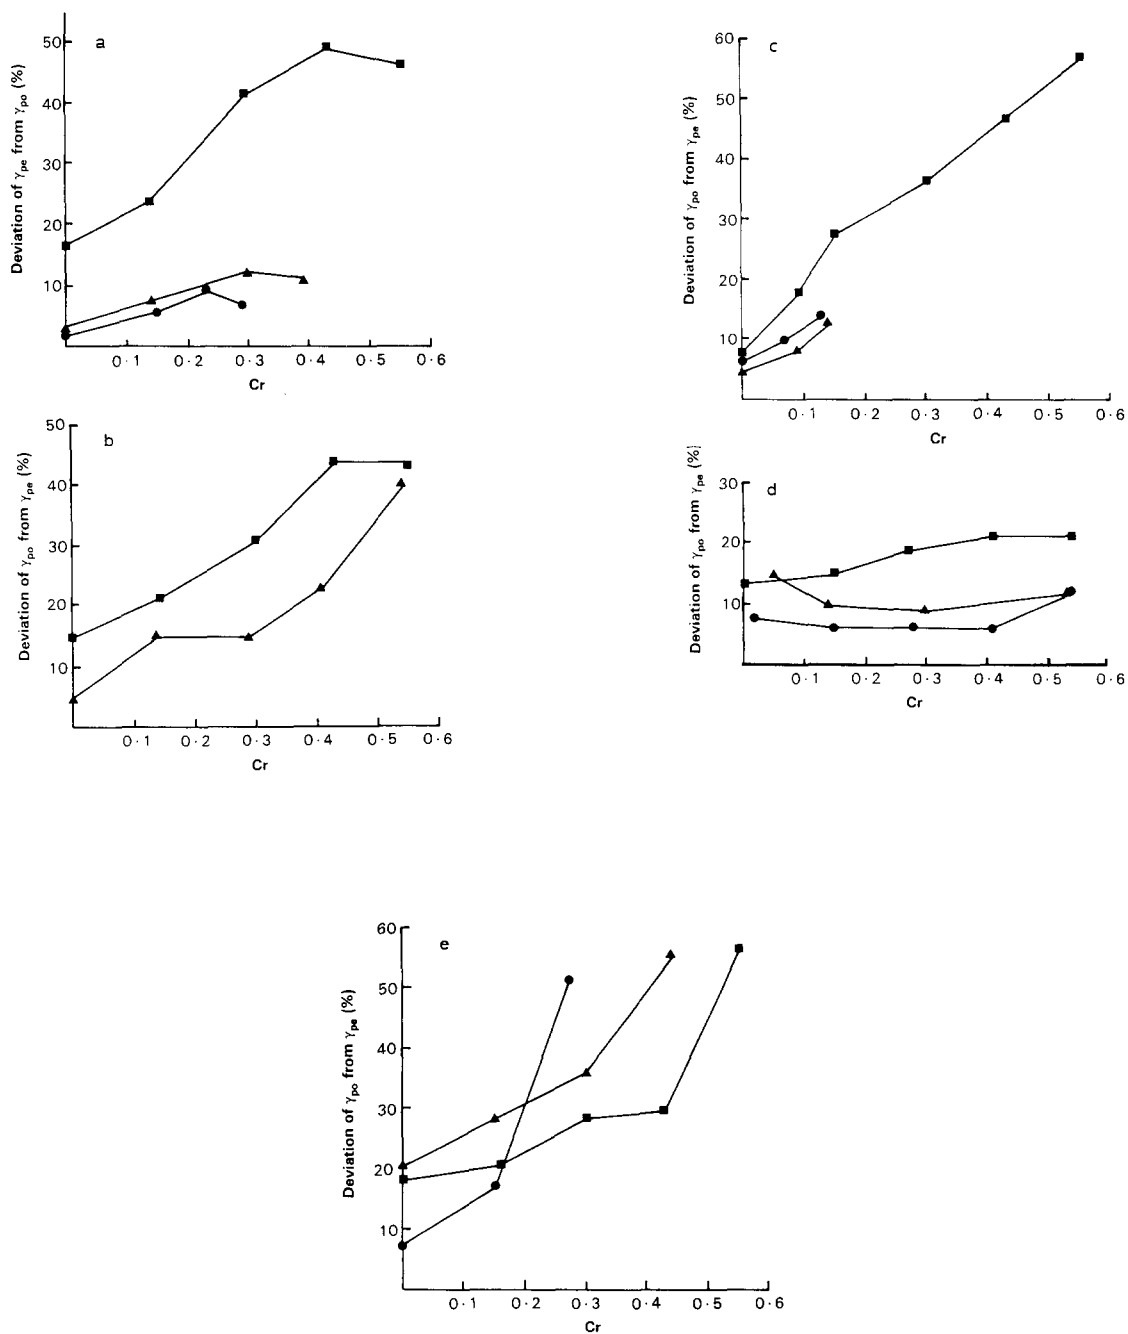 a
Deviation of γpe from γpo (%)
50
40
30
20
10
0·1 0·2 0·3 0·4 0·5 0·6
Cr
c
Deviation of γpo from γpe (%)
60
50
40
30
20
10
0·1 0·2 0·3 0·4 0·5 0·6
Cr
b
Deviation of γpo from γpe (%)
50
40
30
20
10
0·1 0·2 0·3 0·4 0·5 0·6
Cr
d
Deviation of γpo from γpe (%)
30
20
10
0·1 0·2 0·3 0·4 0·5 0·6
Cr
e
Deviation of γpo from γpe (%)
60
50
40
30
20
10
0·1 0·2 0·3 0·4 0·5 0·6
Cr